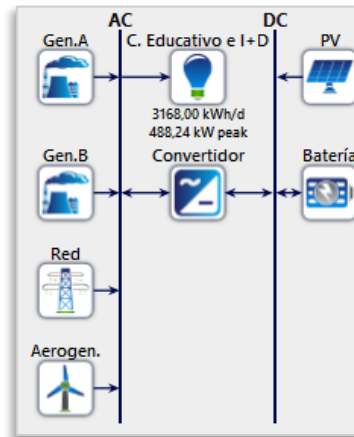 AC DC
Gen.A C. Educativo e I+D PV
3168,00 kWh/d
488,24 kW peak
Gen.B Convertidor Batería
Red
Aerogen.